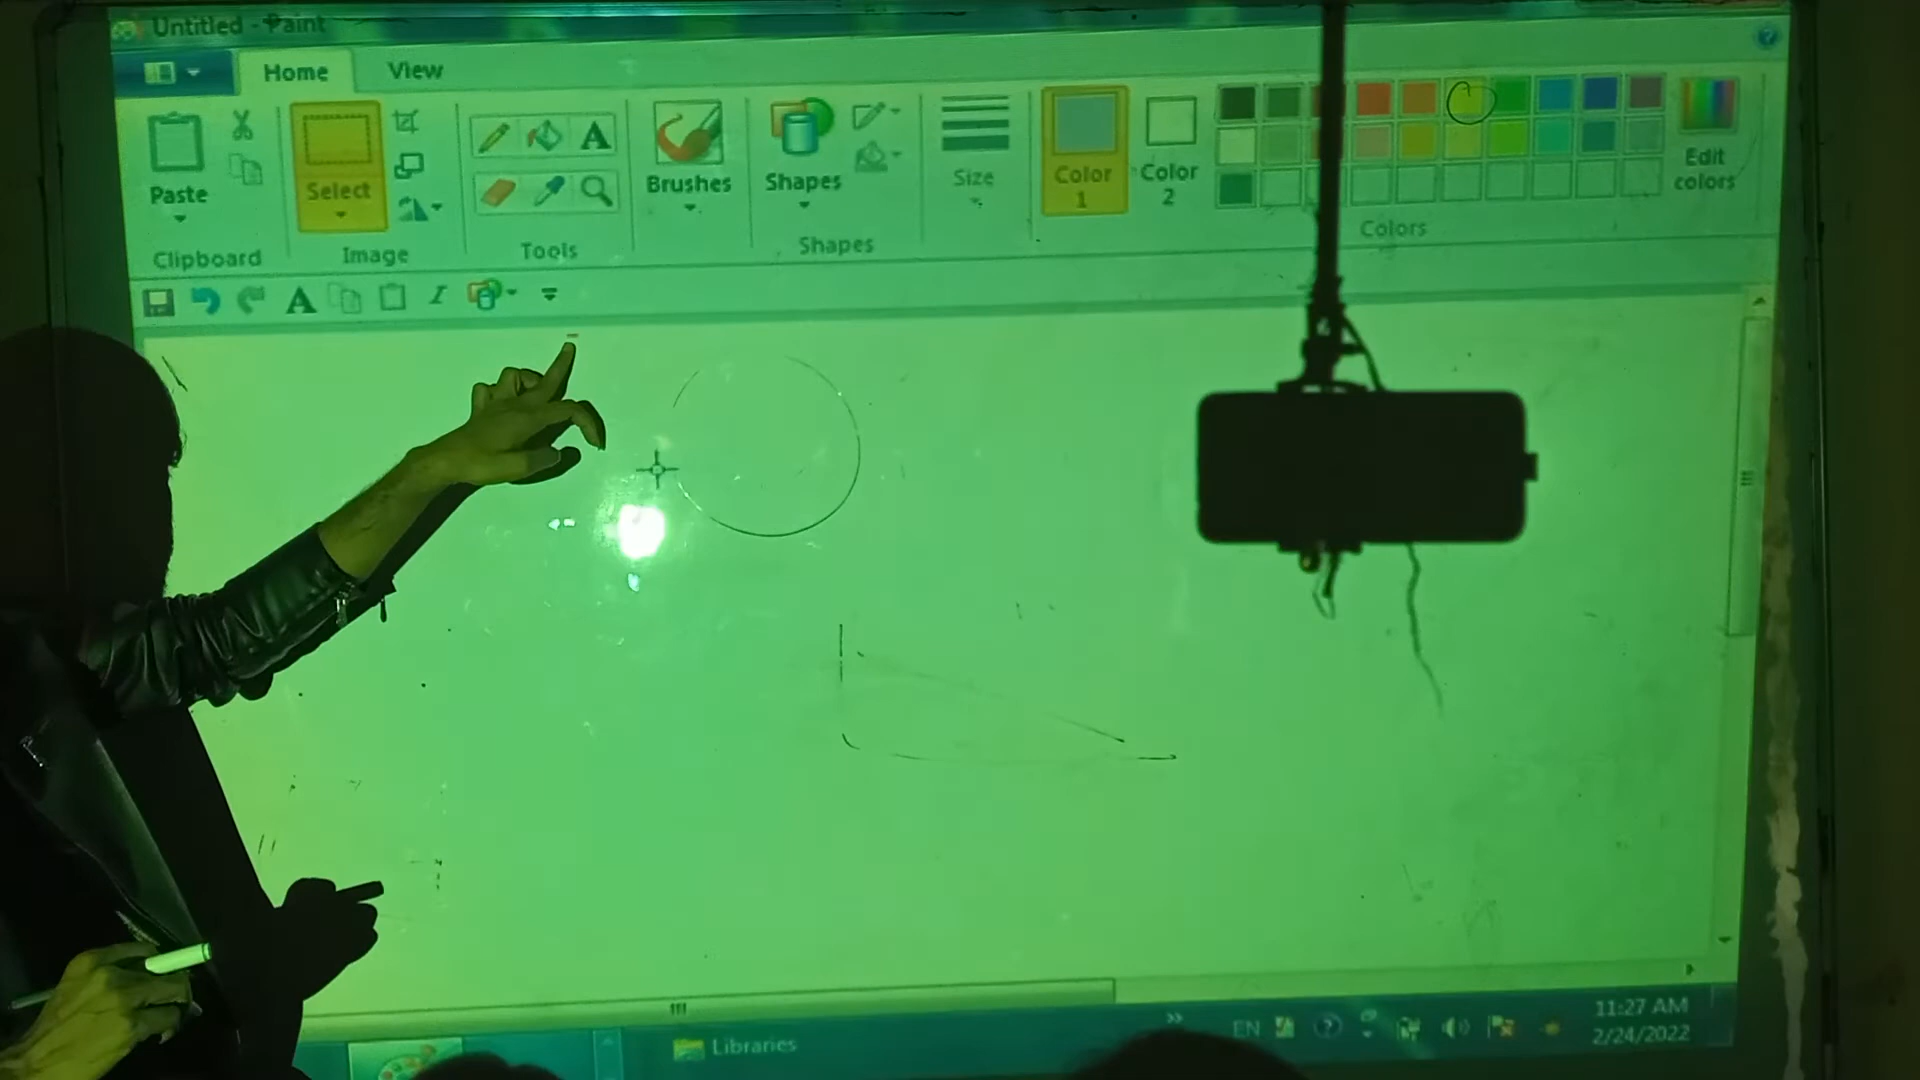 Untitled - Paint
Home View
Paste
Select
Brushes
Shapes
Size
Color 1
Color 2
Edit colors
Clipboard
Image
Tools
Shapes
Colors
Libraries
EN
11:27 AM
2/24/2022